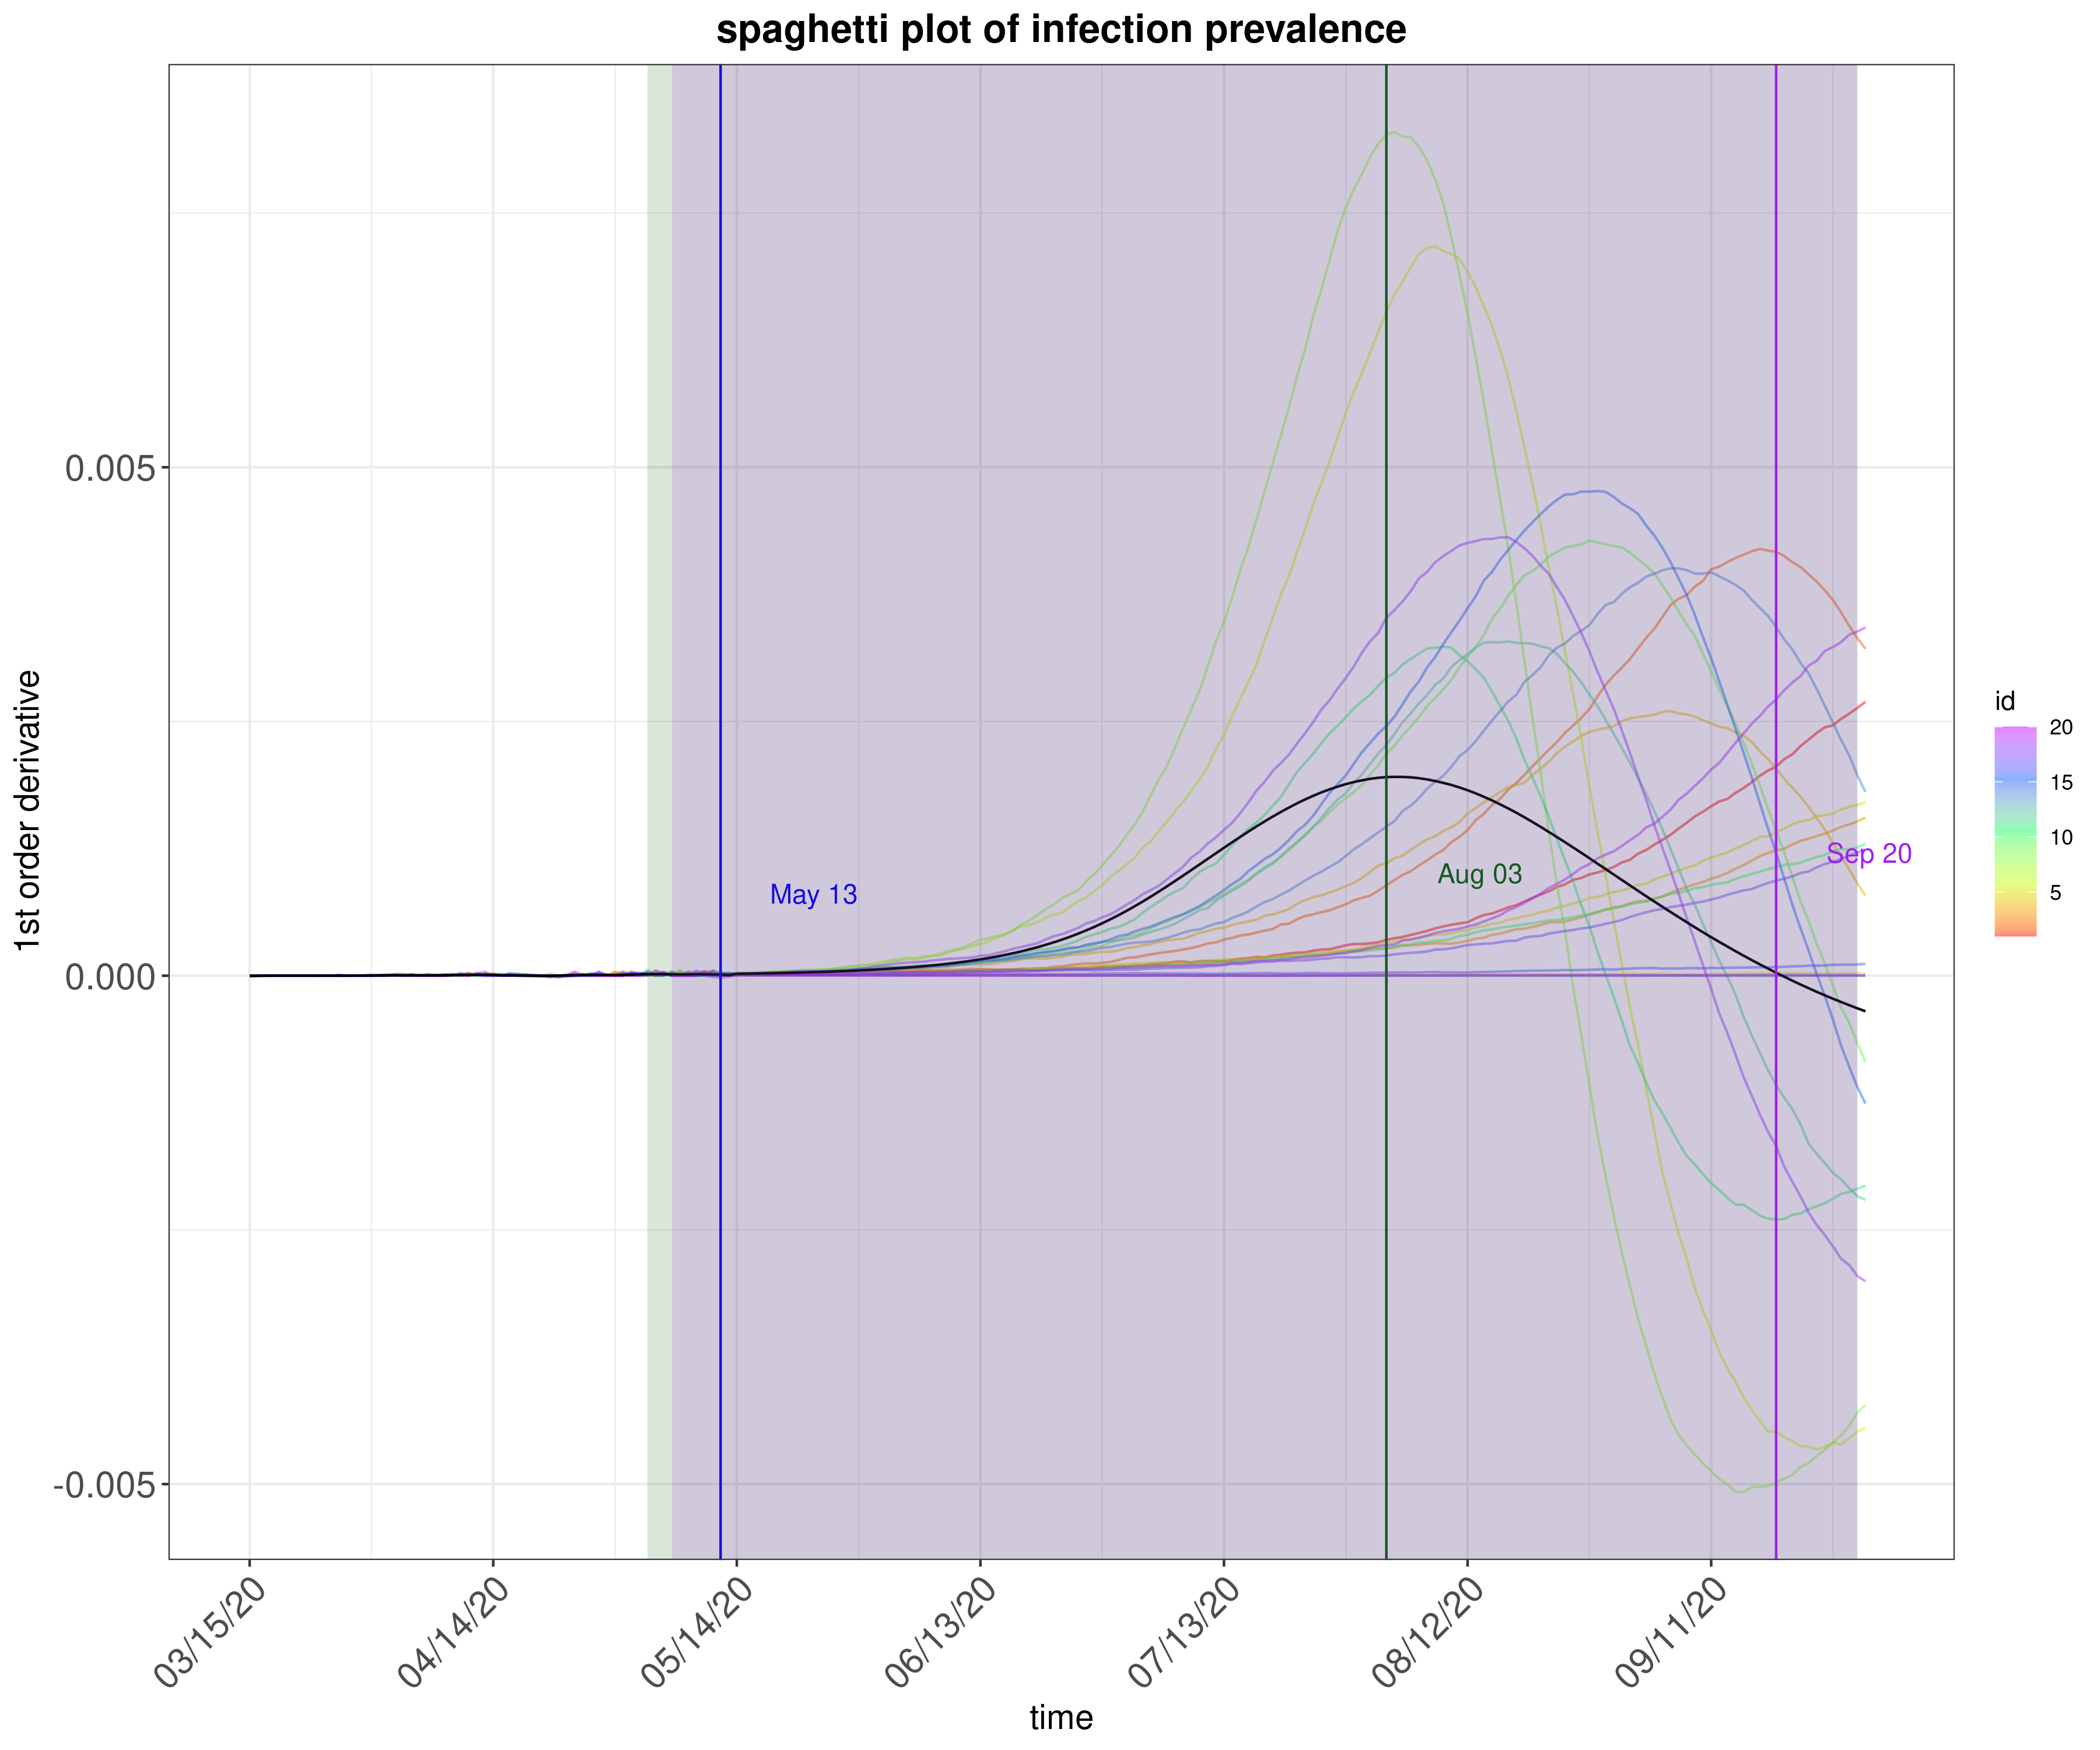 spaghetti plot of infection prevalence
1st order derivative
0.005
0.000
-0.005
May 13
Aug 03
Sep 20
03/15/20
04/14/20
05/14/20
06/13/20
07/13/20
08/12/20
09/11/20
time
id
20
15
10
5